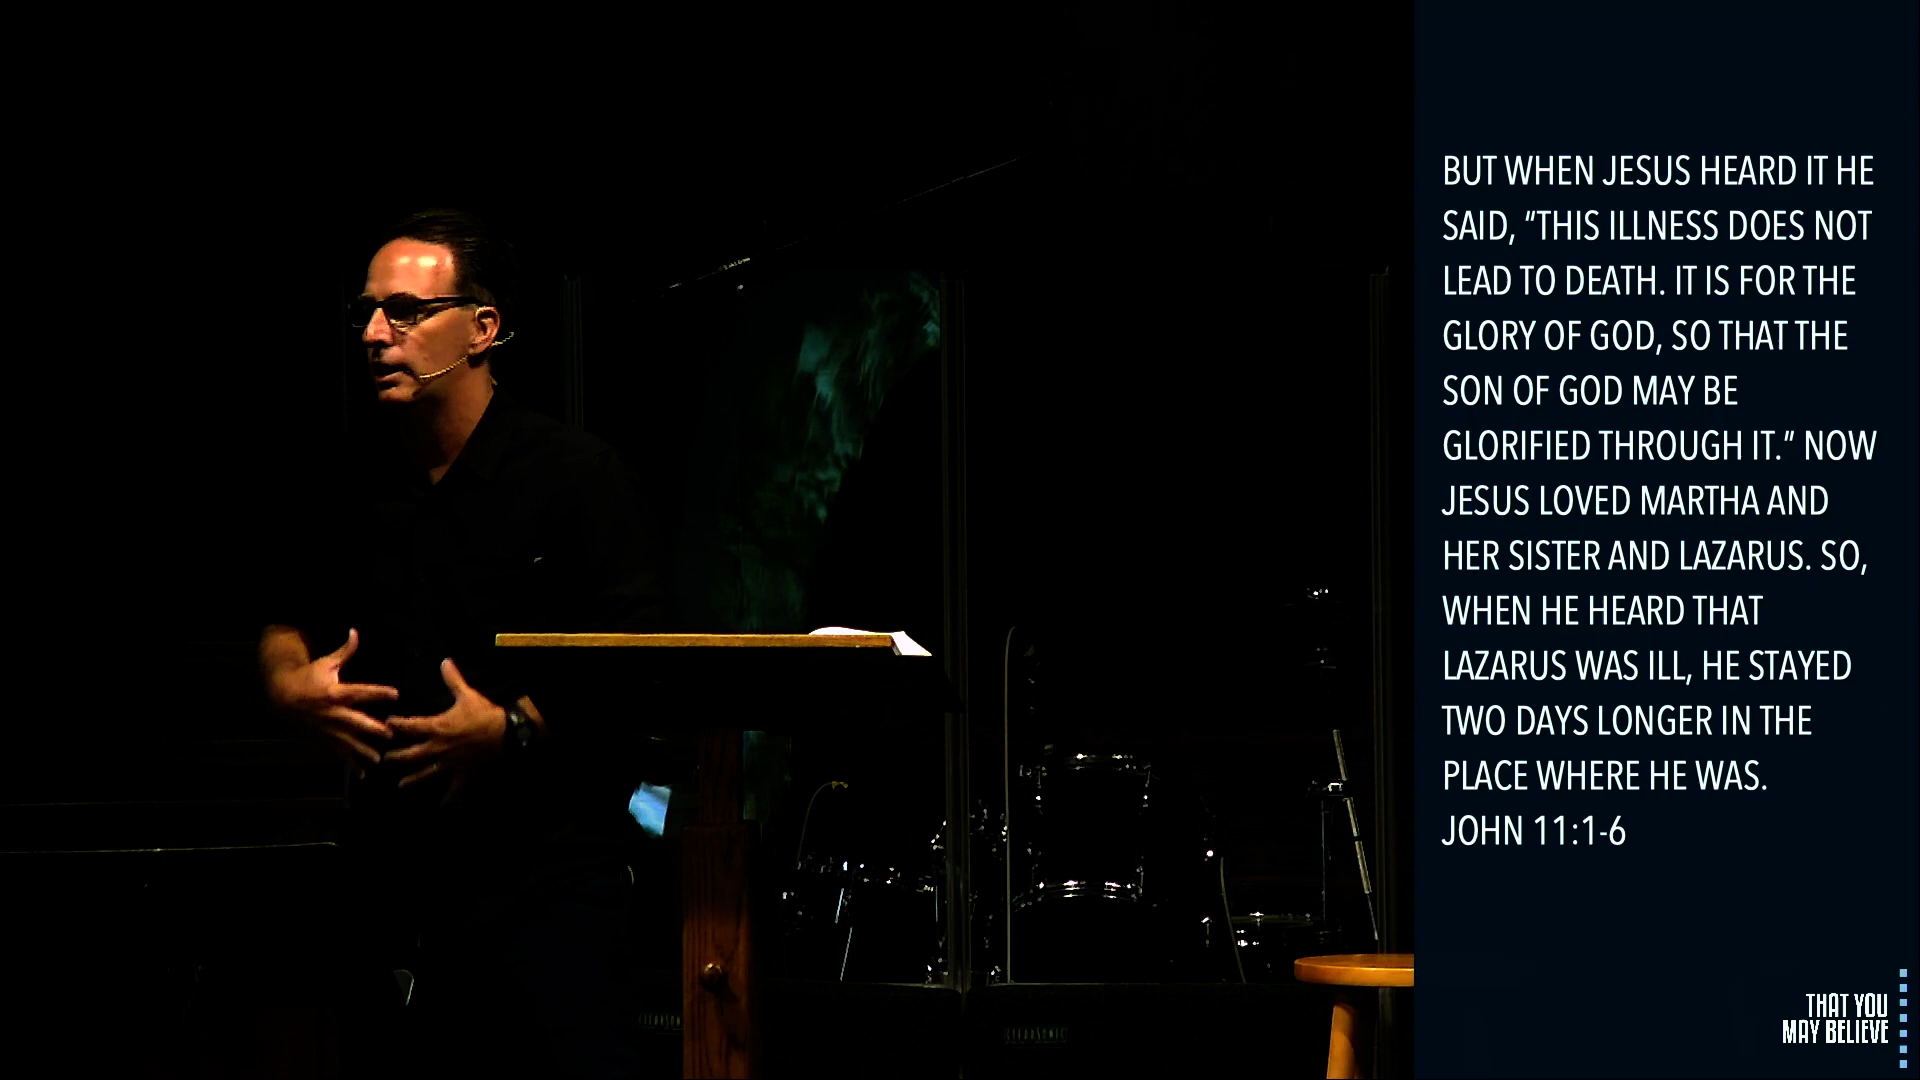 BUT WHEN JESUS HEARD IT HE
SAID, “THIS ILLNESS DOES NOT
LEAD TO DEATH. IT IS FOR THE
GLORY OF GOD, SO THAT THE
SON OF GOD MAY BE
GLORIFIED THROUGH IT.” NOW
JESUS LOVED MARTHA AND
HER SISTER AND LAZARUS. SO,
WHEN HE HEARD THAT
LAZARUS WAS ILL, HE STAYED
TWO DAYS LONGER IN THE
PLACE WHERE HE WAS.
JOHN 11:1-6
THAT YOU
MAY BELIEVE
CLEARSONIC
CLEARSONIC